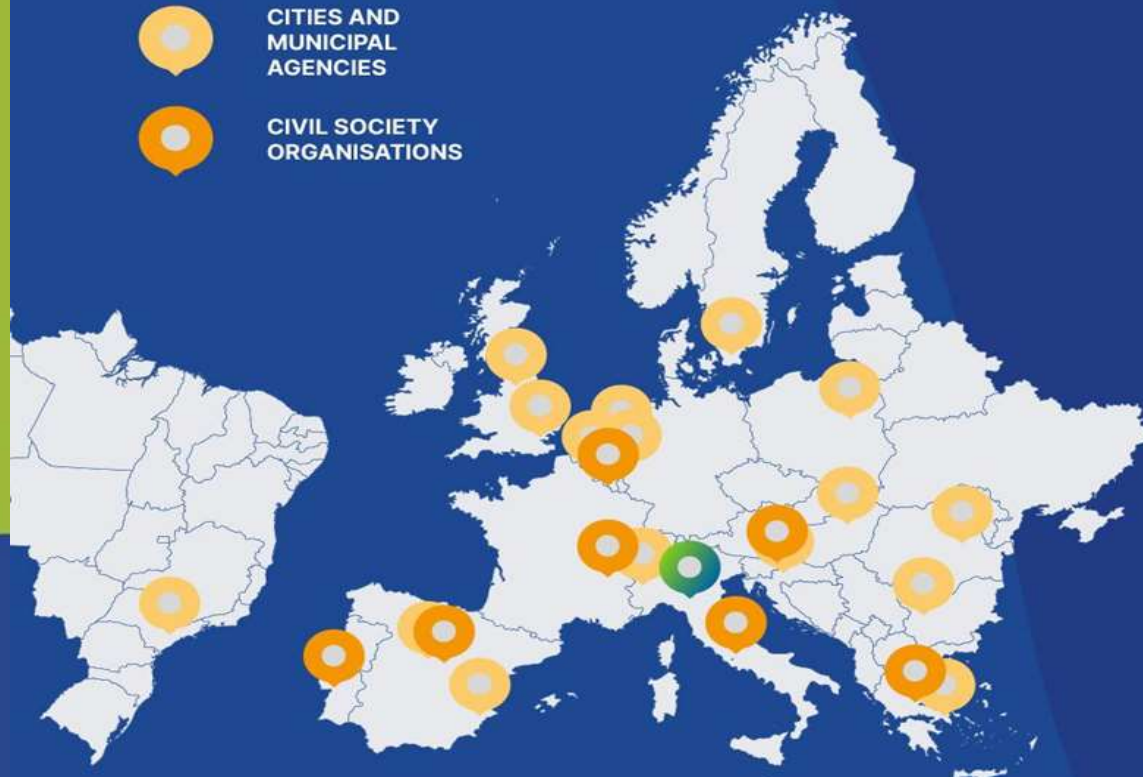 CITIES AND
MUNICIPAL
AGENCIES
CIVIL SOCIETY
ORGANISATIONS